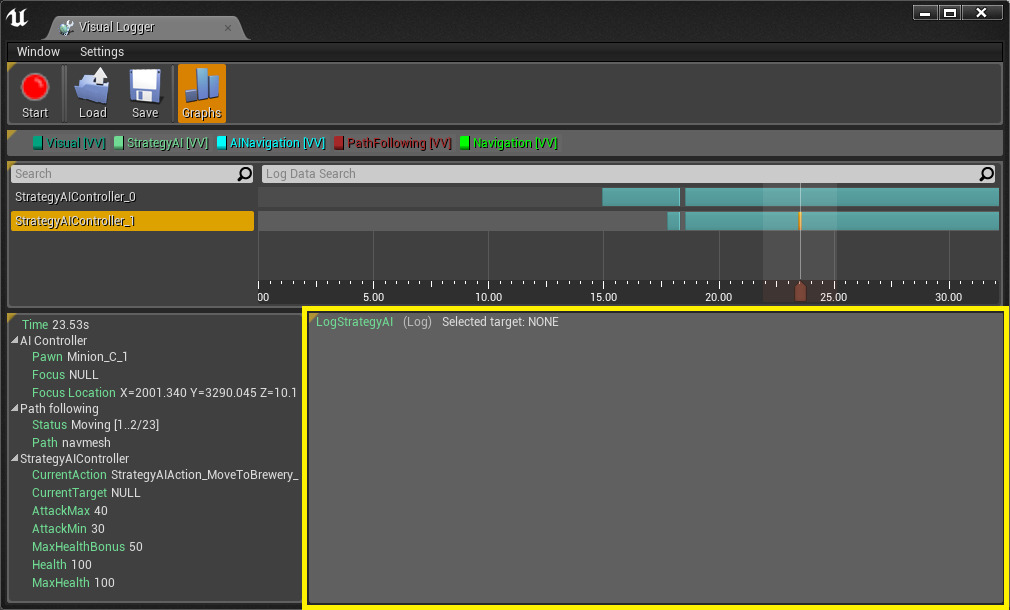 Visual Logger
Window Settings
Start Load Save Graphs
Visual [VV] StrategyAI [VV] AINavigation [VV] PathFollowing [VV] Navigation [VV]
Search Log Data Search
StrategyAIController_0
StrategyAIController_1
00 5.00 10.00 15.00 20.00 25.00 30.00
Time 23.53s
AI Controller
Pawn Minion_C_1
Focus NULL
Focus Location X=2001.340 Y=3290.045 Z=10.1
Path following
Status Moving [1..2/23]
Path navmesh
StrategyAIController
CurrentAction StrategyAIAction_MoveToBrewery_
CurrentTarget NULL
AttackMax 40
AttackMin 30
MaxHealthBonus 50
Health 100
MaxHealth 100
LogStrategyAI (Log) Selected target: NONE